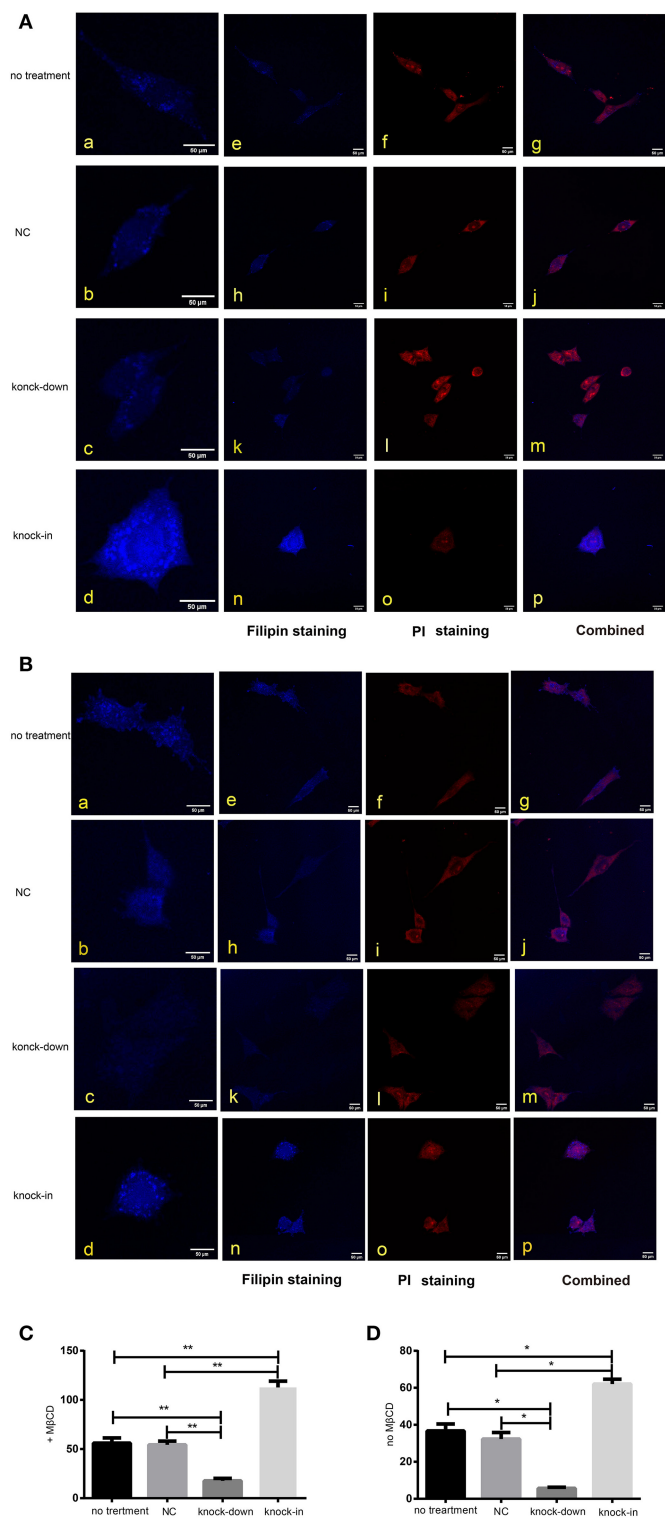 A
no treatment
a
50 µm
e
50 µm
f
50 µm
g
50 µm
NC
b
50 µm
h
i
j
konck-down
c
50 µm
k
l
m
knock-in
d
50 µm
n
o
p
Filipin staining
PI staining
Combined
B
no treatment
a
50 µm
e
50 µm
f
50 µm
g
50 µm
NC
b
50 µm
h
50 µm
i
50 µm
j
50 µm
konck-down
c
50 µm
k
50 µm
l
50 µm
m
50 µm
knock-in
d
50 µm
n
50 µm
o
50 µm
p
50 µm
Filipin staining
PI staining
Combined
C
+ MβCD
150
100
50
0
**
**
**
**
no trertment
NC
knock-down
knock-in
D
no MβCD
80
60
40
20
0
*
*
*
*
no treartment
NC
knock-down
knock-in